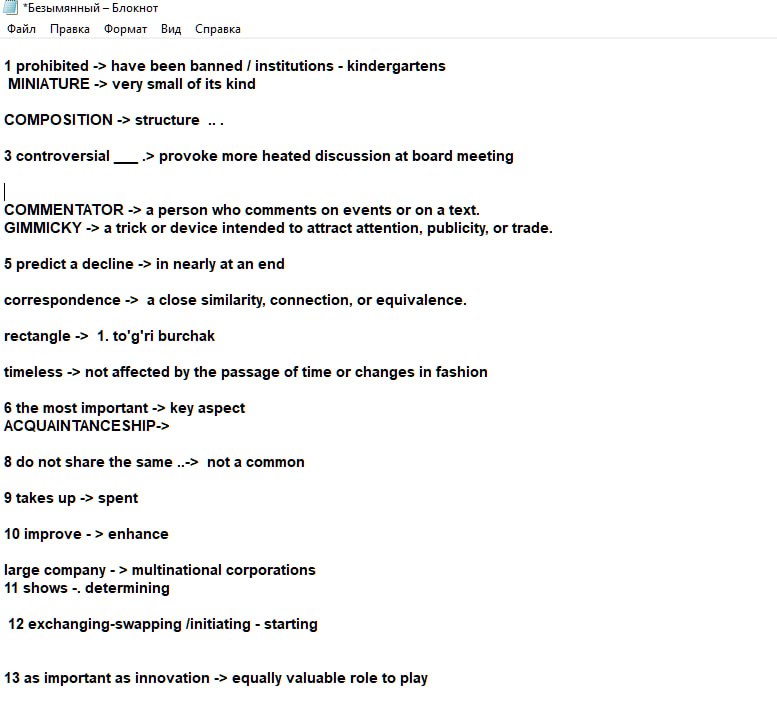 *Безымянный – Блокнот
Файл Правка Формат Вид Справка
1 prohibited -> have been banned / institutions - kindergartens
MINIATURE -> very small of its kind
COMPOSITION -> structure .. .
3 controversial ___ .> provoke more heated discussion at board meeting
COMMENTATOR -> a person who comments on events or on a text.
GIMMICKY -> a trick or device intended to attract attention, publicity, or trade.
5 predict a decline -> in nearly at an end
correspondence -> a close similarity, connection, or equivalence.
rectangle -> 1. to'g'ri burchak
timeless -> not affected by the passage of time or changes in fashion
6 the most important -> key aspect
ACQUAINTANCESHIP->
8 do not share the same ..-> not a common
9 takes up -> spent
10 improve - > enhance
large company - > multinational corporations
11 shows -. determining
12 exchanging-swapping /initiating - starting
13 as important as innovation -> equally valuable role to play